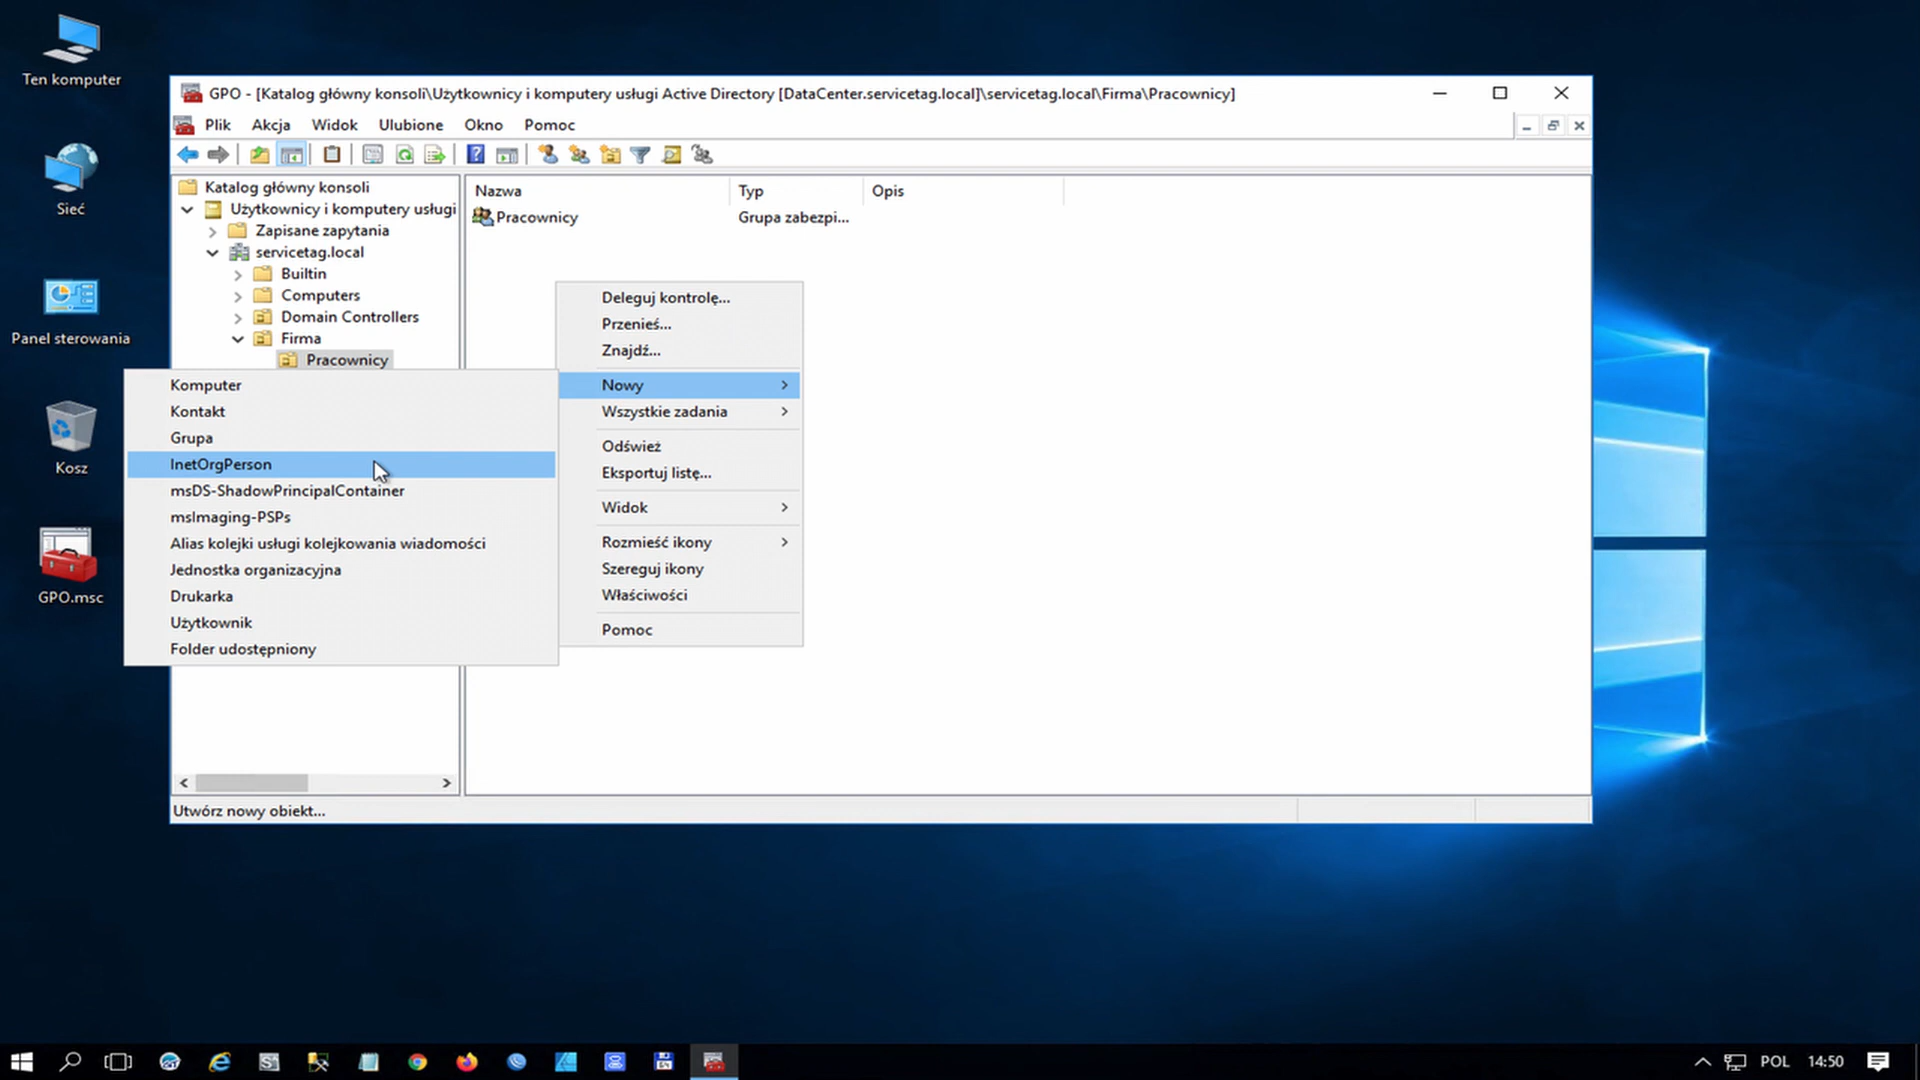 Ten komputer
Sieć
Panel sterowania
Kosz
GPO.msc
GPO - [Katalog główny konsoli\Użytkownicy i komputery usługi Active Directory [DataCenter.servicetag.local]\servicetag.local\Firma\Pracownicy]
Plik Akcja Widok Ulubione Okno Pomoc
Katalog główny konsoli
Użytkownicy i komputery usługi
Zapisane zapytania
servicetag.local
Builtin
Computers
Domain Controllers
Firma
Pracownicy
Nazwa Typ Opis
Pracownicy Grupa zabezpi...
Deleguj kontrolę...
Przenieś...
Znajdź...
Nowy
Wszystkie zadania
Odśwież
Eksportuj listę...
Widok
Rozmieść ikony
Szereguj ikony
Właściwości
Pomoc
Komputer
Kontakt
Grupa
InetOrgPerson
msDS-ShadowPrincipalContainer
msImaging-PSPs
Alias kolejki usługi kolejkowania wiadomości
Jednostka organizacyjna
Drukarka
Użytkownik
Folder udostępniony
Utwórz nowy obiekt...
POL 14:50